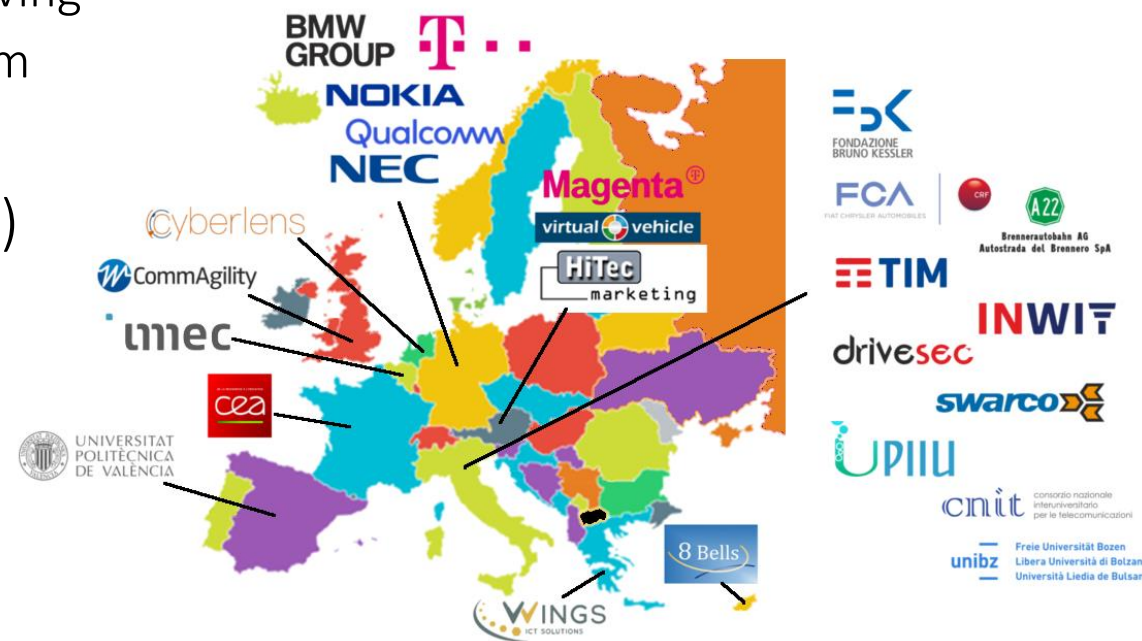 ving
m
)
BMW
GROUP
T
NOKIA
Qualcomm
NEC
Magenta
virtual vehicle
HiTec
marketing
cyberlens
CommAgility
imec
cea
UNIVERSITAT
POLITÈCNICA
DE VALÈNCIA
WINGS
ICT SOLUTIONS
8 Bells
FBK
FONDAZIONE
BRUNO KESSLER
FCA
FIAT CHRYSLER AUTOMOBILES
CRF
A22
Brennerautobahn AG
Autostrada del Brennero SpA
TIM
INWIT
drivesec
swarco
cnit
consorzio nazionale
interuniversitario
per le telecomunicazioni
unibz
Freie Universität Bozen
Libera Università di Bolzan
Università Liedia de Bulsan